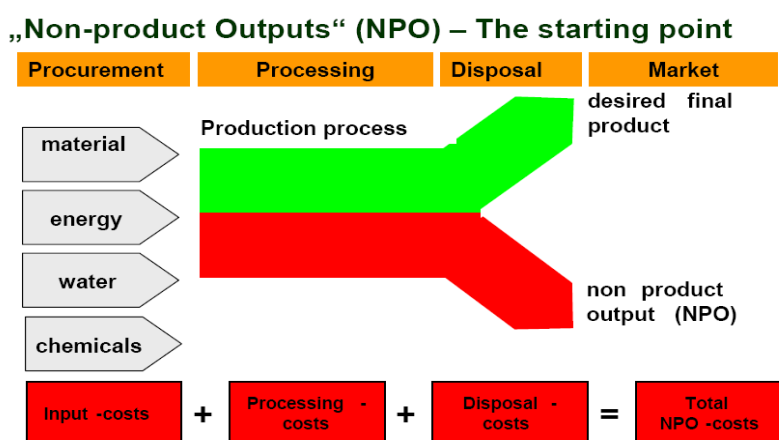 „Non-product Outputs“ (NPO) – The starting point
Procurement Processing Disposal Market
material
energy
water
chemicals
Production process
desired final
product
non product
output (NPO)
Input -costs + Processing -
costs + Disposal -
costs = Total
NPO -costs